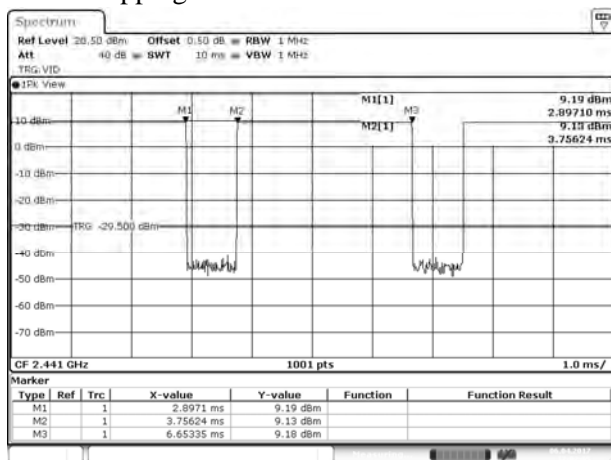 Spectrum
Ref Level 20.50 dBm Offset 0.50 dB RBW 1 MHz
Att 40 dB SWT 10 ms VBW 1 MHz
TRG:VID
1Pk View
M1[1] 9.19 dBm
2.89710 ms
M2[1] 9.13 dBm
3.75624 ms
M1 M2 M3
10 dBm
0 dBm
-10 dBm
-20 dBm
-30 dBm
TRG -29.500 dBm
-40 dBm
-50 dBm
-60 dBm
-70 dBm
CF 2.441 GHz 1001 pts 1.0 ms/
Marker
Type Ref Trc X-value Y-value Function Function Result
M1 1 2.8971 ms 9.19 dBm
M2 1 3.75624 ms 9.13 dBm
M3 1 6.65335 ms 9.18 dBm